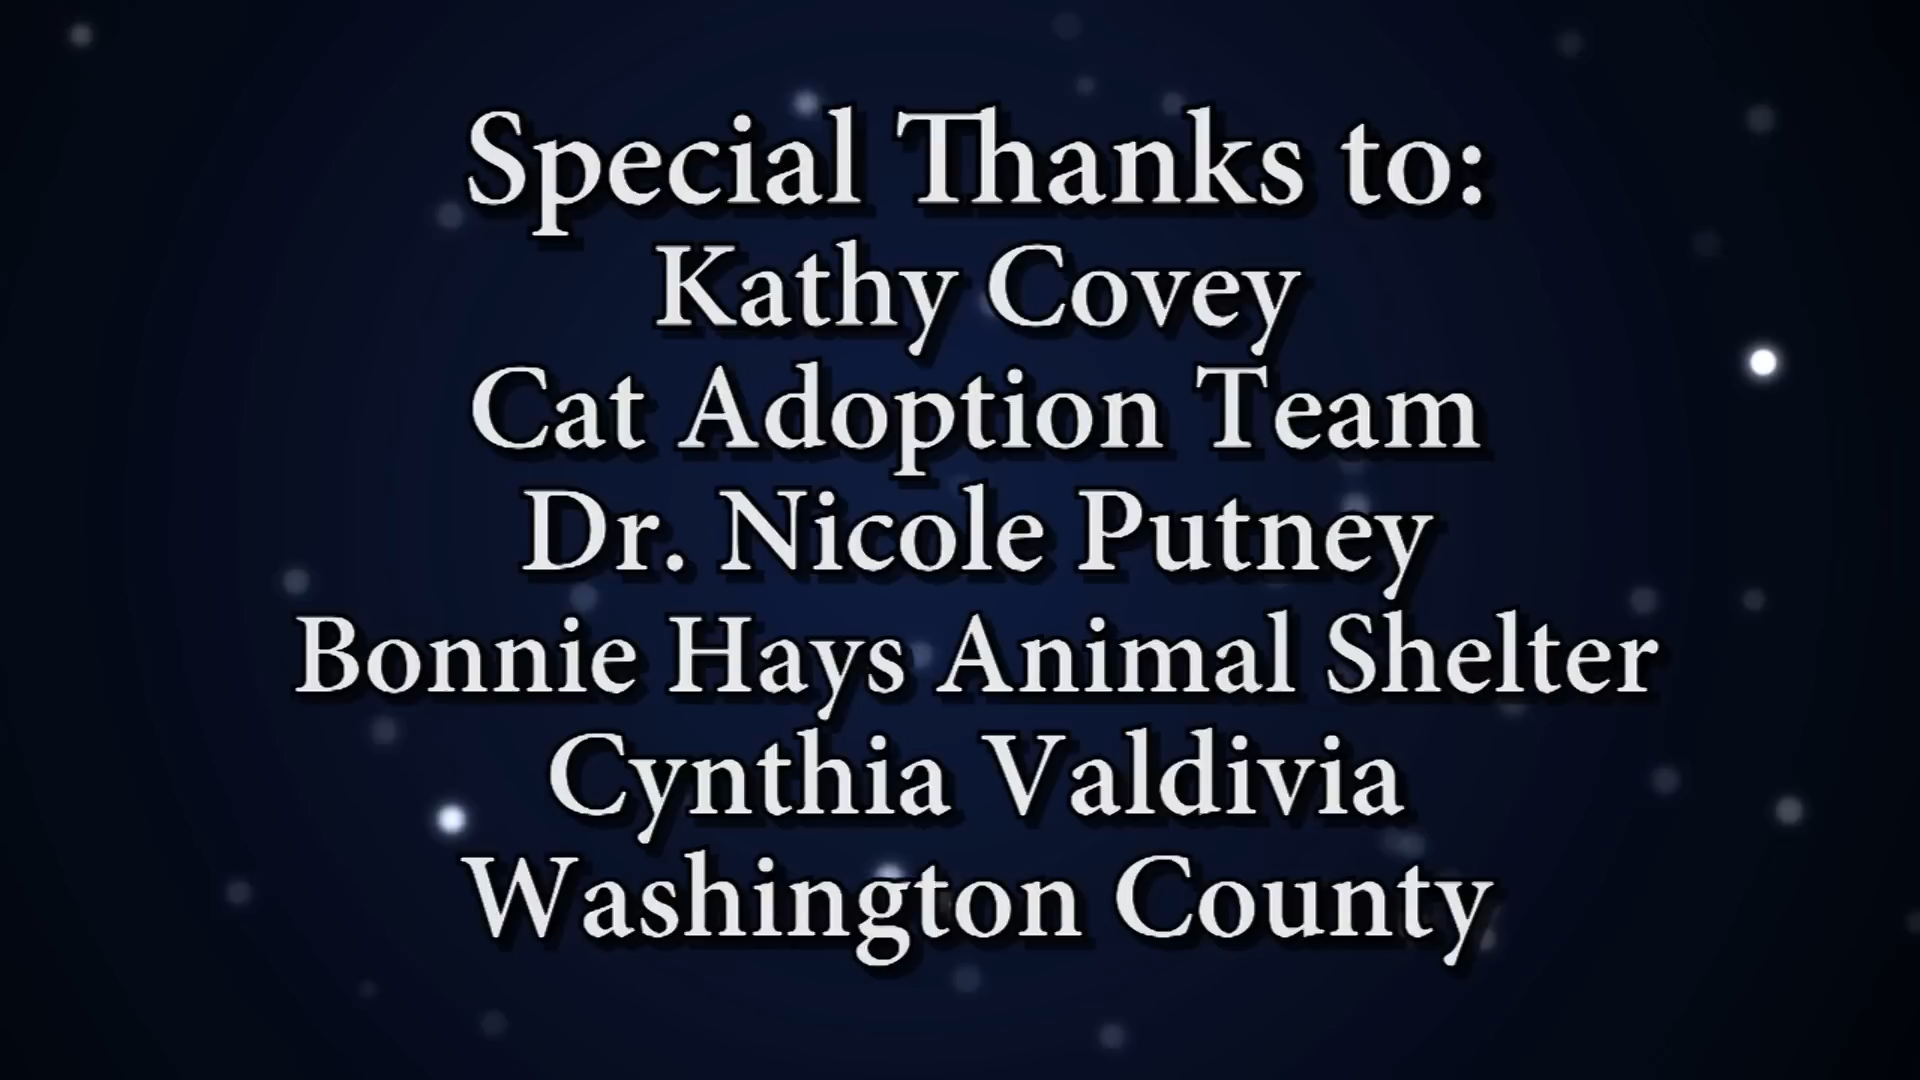 Special Thanks to:
Kathy Covey
Cat Adoption Team
Dr. Nicole Putney
Bonnie Hays Animal Shelter
Cynthia Valdivia
Washington County